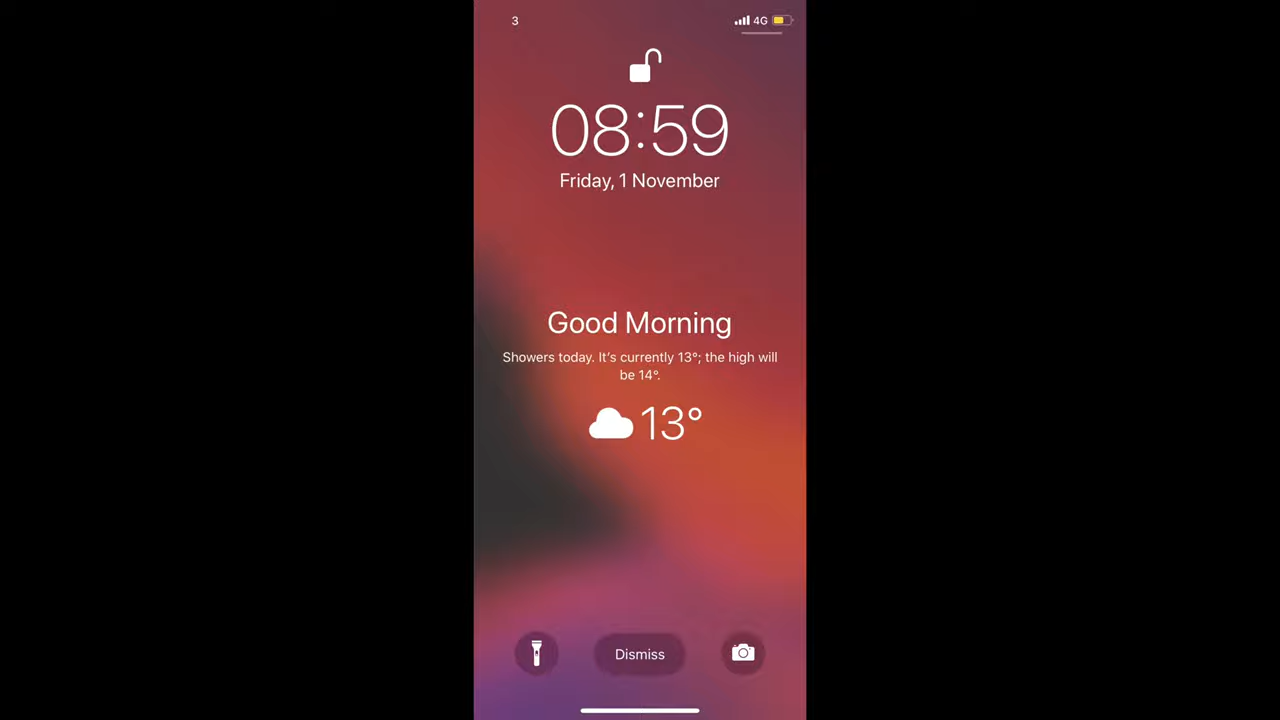 3
4G
08:59
Friday, 1 November
Good Morning
Showers today. It's currently 13°; the high will
be 14°.
13°
Dismiss